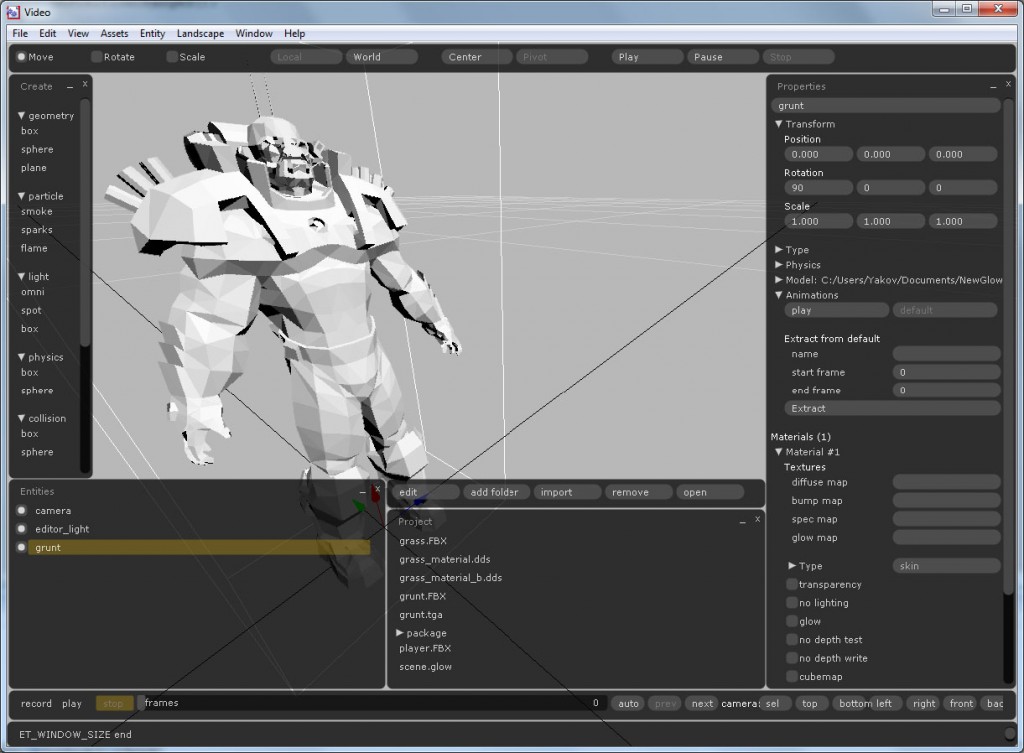 Video
File Edit View Assets Entity Landscape Window Help
Move Rotate Scale Local World Center Pivot Play Pause Stop
Create
geometry
box
sphere
plane
particle
smoke
sparks
flame
light
omni
spot
box
physics
box
sphere
collision
box
sphere
Properties
grunt
Transform
Position
0.000 0.000 0.000
Rotation
90 0 0
Scale
1.000 1.000 1.000
Type
Physics
Model: C:/Users/Yakov/Documents/NewGlow
Animations
play default
Extract from default
name
start frame 0
end frame 0
Extract
Materials (1)
Material #1
Textures
diffuse map
bump map
spec map
glow map
Type skin
transparency
no lighting
glow
no depth test
no depth write
cubemap
Entities
camera
editor_light
grunt
edit add folder import remove open
Project
grass.FBX
grass_material.dds
grass_material_b.dds
grunt.FBX
grunt.tga
package
player.FBX
scene.glow
record play stop frames 0 auto prev next camera: sel top bottom left right front bac
ET_WINDOW_SIZE end